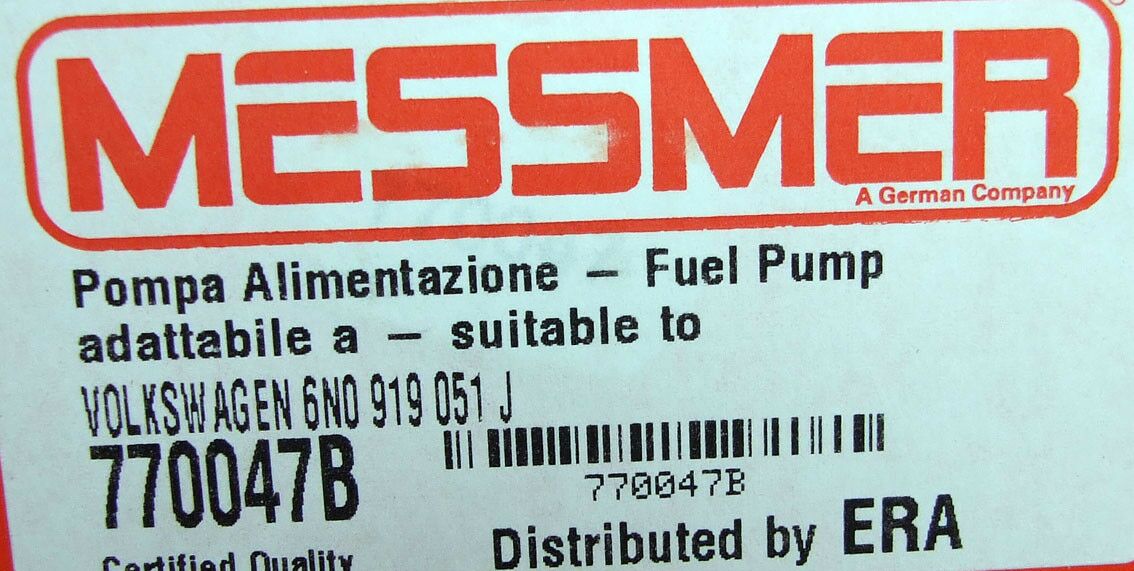 MESSMER
A German Company
Pompa Alimentazione – Fuel Pump
adattabile a – suitable to
VOLKSWAGEN 6N0 919 051 J
770047B
770047B
Distributed by ERA
Certified Quality